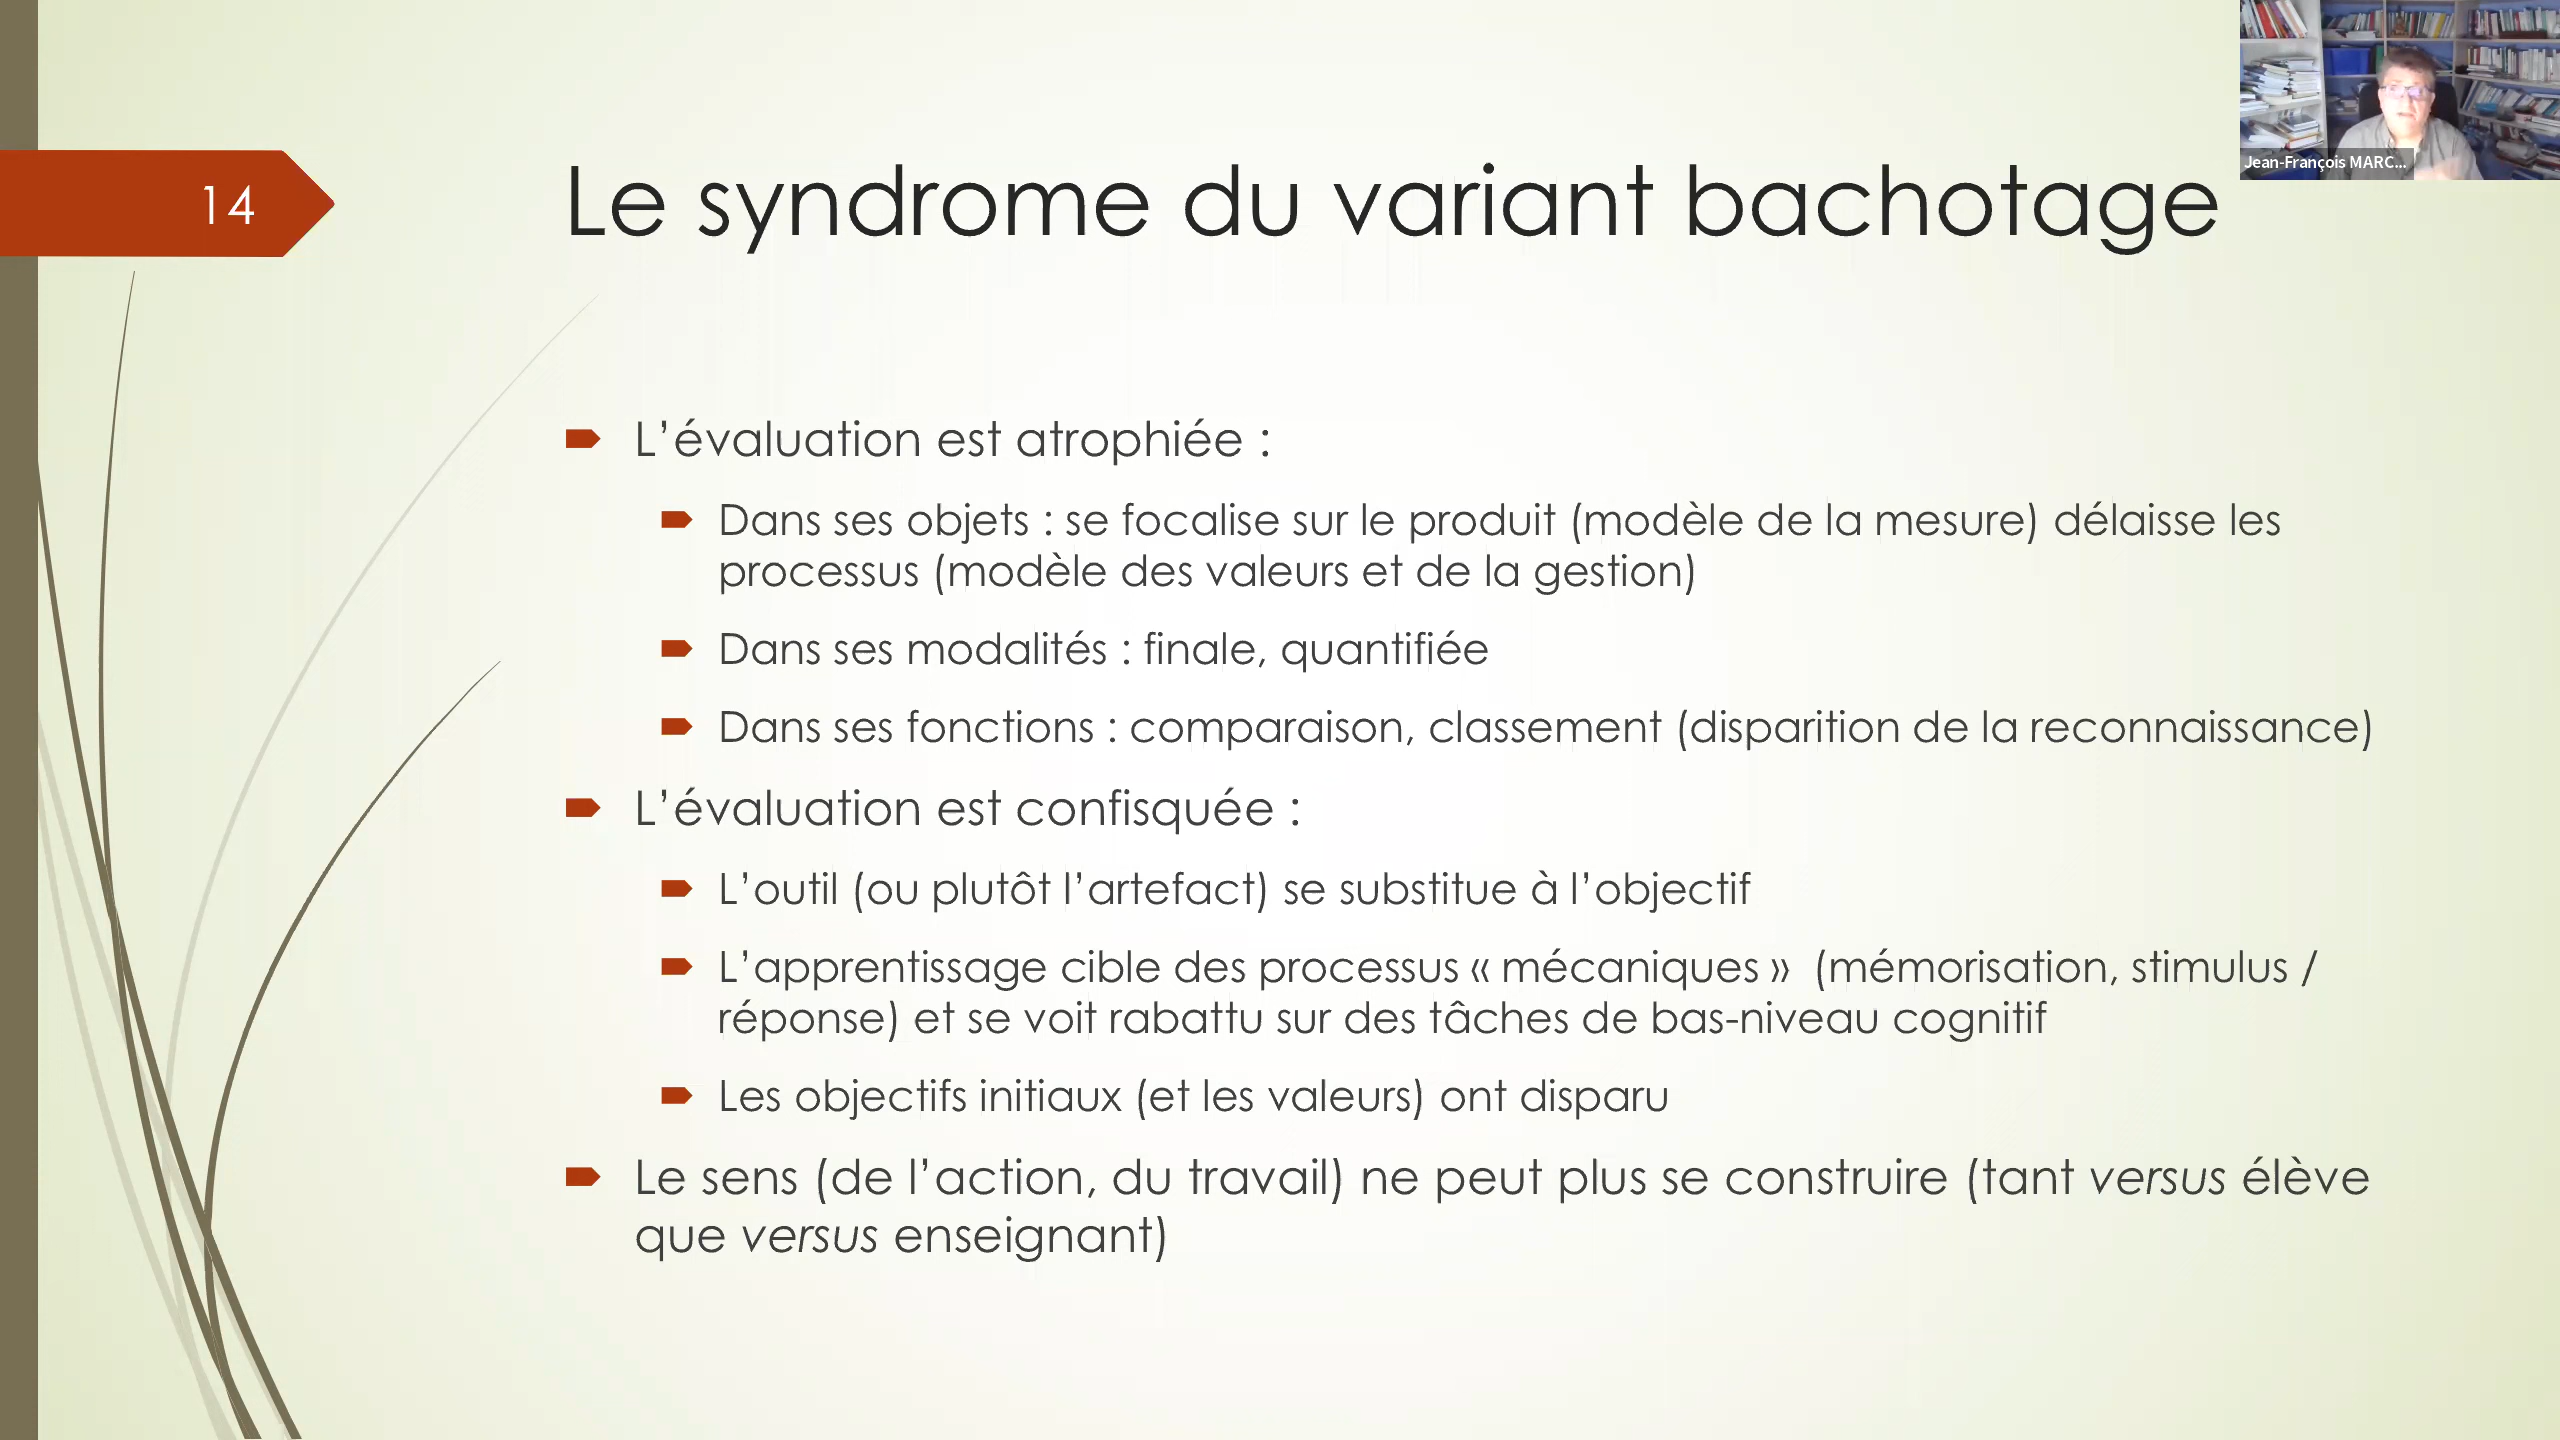 Jean-François MARC...
14
Le syndrome du variant bachotage
L’évaluation est atrophiée :
Dans ses objets : se focalise sur le produit (modèle de la mesure) délaisse les
processus (modèle des valeurs et de la gestion)
Dans ses modalités : finale, quantifiée
Dans ses fonctions : comparaison, classement (disparition de la reconnaissance)
L’évaluation est confisquée :
L’outil (ou plutôt l’artefact) se substitue à l’objectif
L’apprentissage cible des processus « mécaniques »  (mémorisation, stimulus /
réponse) et se voit rabattu sur des tâches de bas-niveau cognitif
Les objectifs initiaux (et les valeurs) ont disparu
Le sens (de l’action, du travail) ne peut plus se construire (tant versus élève
que versus enseignant)